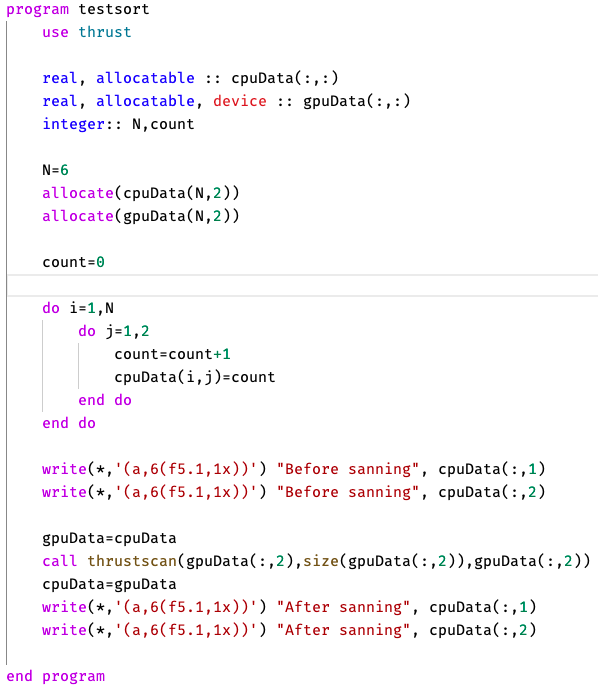 program testsort
    use thrust

    real, allocatable :: cpuData(:,:)
    real, allocatable, device :: gpuData(:,:)
    integer:: N,count

    N=6
    allocate(cpuData(N,2))
    allocate(gpuData(N,2))

    count=0

    do i=1,N
        do j=1,2
            count=count+1
            cpuData(i,j)=count
        end do
    end do

    write(*,'(a,6(f5.1,1x))') "Before sanning", cpuData(:,1)
    write(*,'(a,6(f5.1,1x))') "Before sanning", cpuData(:,2)

    gpuData=cpuData
    call thrustscan(gpuData(:,2),size(gpuData(:,2)),gpuData(:,2))
    cpuData=gpuData
    write(*,'(a,6(f5.1,1x))') "After sanning", cpuData(:,1)
    write(*,'(a,6(f5.1,1x))') "After sanning", cpuData(:,2)

end program